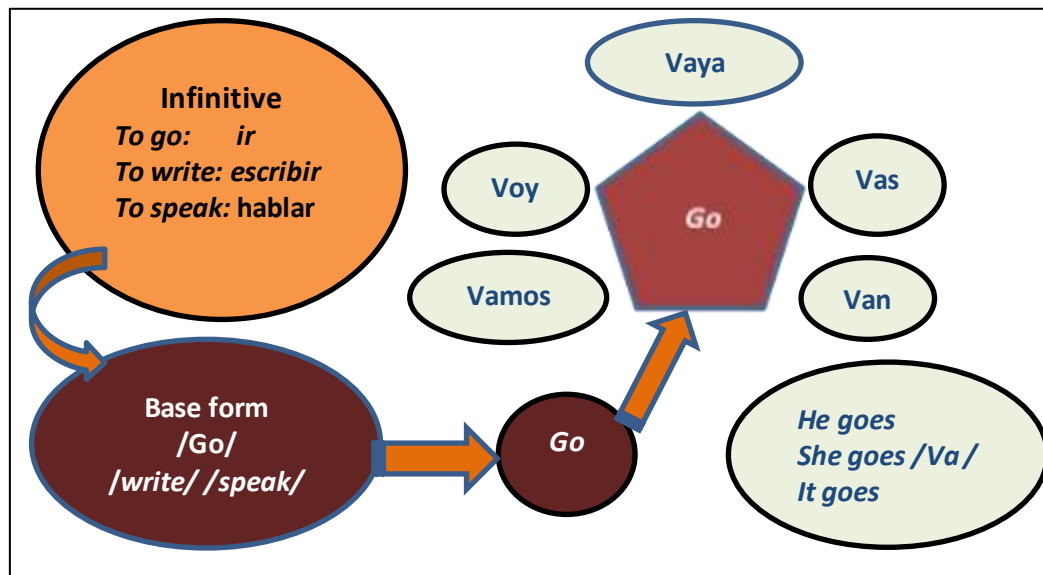 Infinitive
To go: ir
To write: escribir
To speak: hablar
Base form
/Go/
/write/ /speak/
Go
Go
Vaya
Voy
Vas
Vamos
Van
He goes
She goes /Va /
It goes